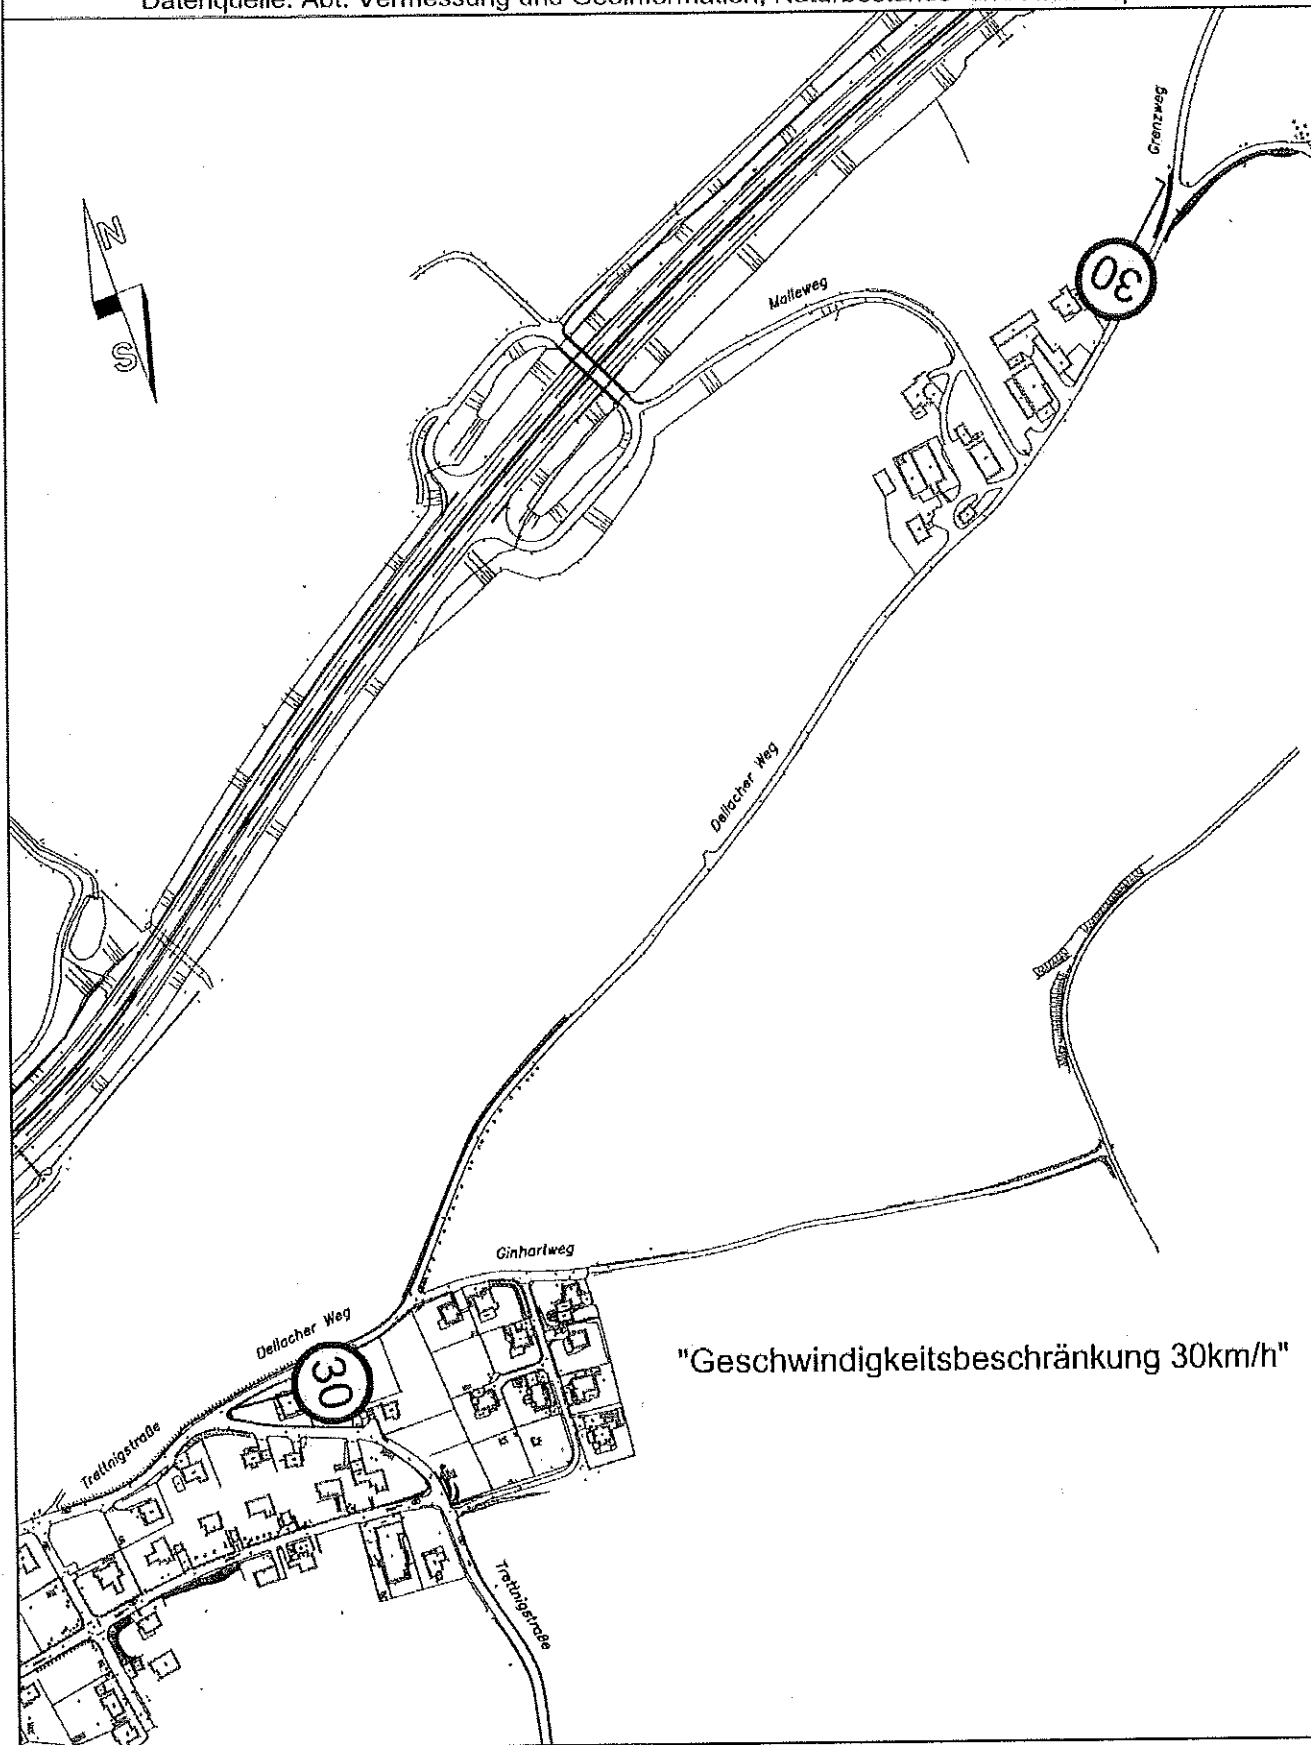 Datenquelle: Abt. Vermessung und Geoinformation,
Grenzweg
N
S
30
Malleweg
Dellacher Weg
Ginhartweg
Dellacher Weg
30
"Geschwindigkeitsbeschränkung 30km/h"
Trettnigstraße
Trettnigstraße